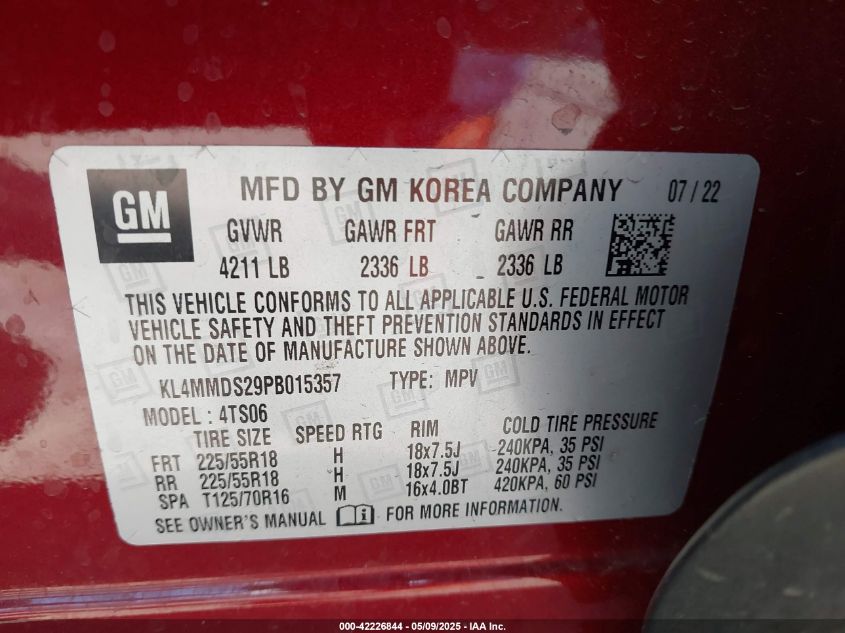 GM
MFD BY GM KOREA COMPANY 07/22
GVWR GAWR FRT GAWR RR
4211 LB 2336 LB 2336 LB
THIS VEHICLE CONFORMS TO ALL APPLICABLE U.S. FEDERAL MOTOR
VEHICLE SAFETY AND THEFT PREVENTION STANDARDS IN EFFECT
ON THE DATE OF MANUFACTURE SHOWN ABOVE.
KL4MMDS29PB015357 TYPE: MPV
MODEL: 4TS06
TIRE SIZE SPEED RTG RIM COLD TIRE PRESSURE
FRT 225/55R18 H 18x7.5J 240KPA, 35 PSI
RR 225/55R18 H 18x7.5J 240KPA, 35 PSI
SPA T125/70R16 M 16x4.0BT 420KPA, 60 PSI
SEE OWNER'S MANUAL i FOR MORE INFORMATION.
000-42226844 - 05/09/2025 - IAA Inc.